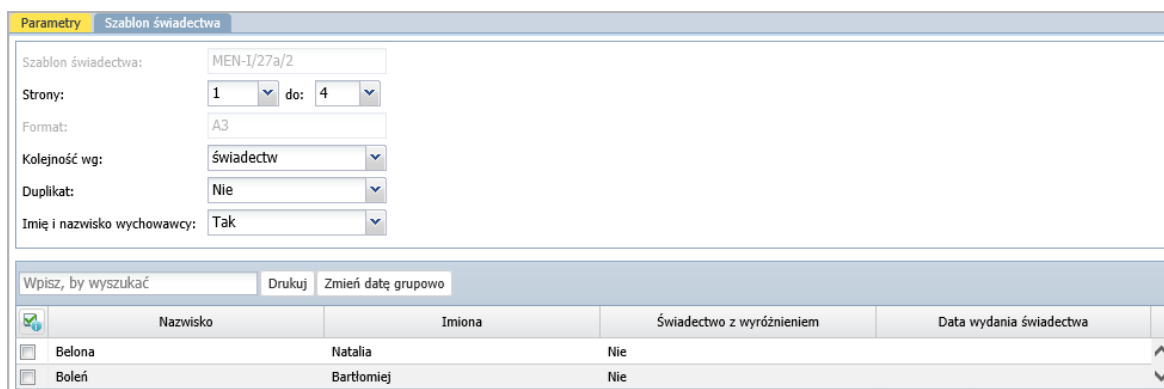 Parametry Szablon świadectwa
Szablon świadectwa: MEN-I/27a/2
Strony: 1 do: 4
Format: A3
Kolejność wg: świadectw
Duplikat: Nie
Imię i nazwisko wychowawcy: Tak
Wpisz, by wyszukać Drukuj Zmień datę grupowo
Nazwisko Imiona Świadectwo z wyróżnieniem Data wydania świadectwa
Belona Natalia Nie
Boleń Bartłomiej Nie